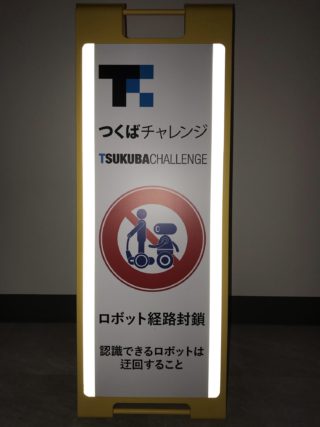 つくばチャレンジ
TSUKUBACHALLENGE
ロボット経路封鎖
認識できるロボットは
迂回すること